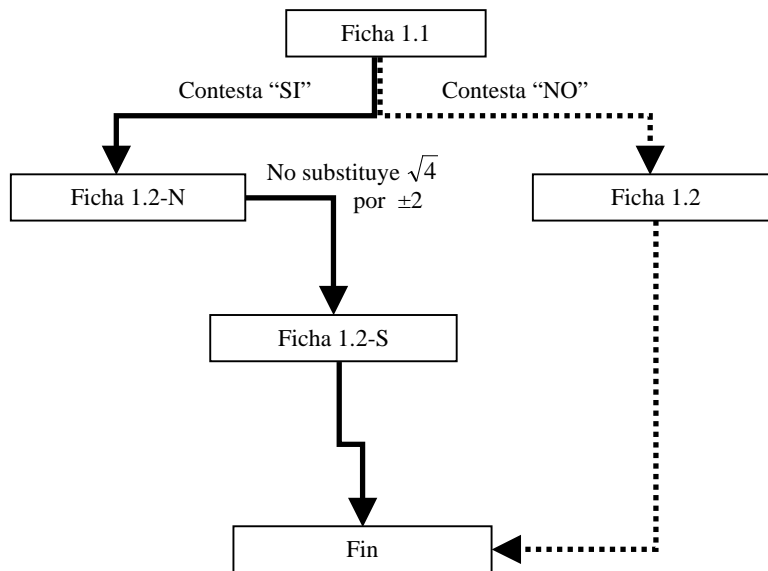 Ficha 1.1
Contesta “SI”
Contesta “NO”
Ficha 1.2-N
No substituye √4
por ±2
Ficha 1.2
Ficha 1.2-S
Fin